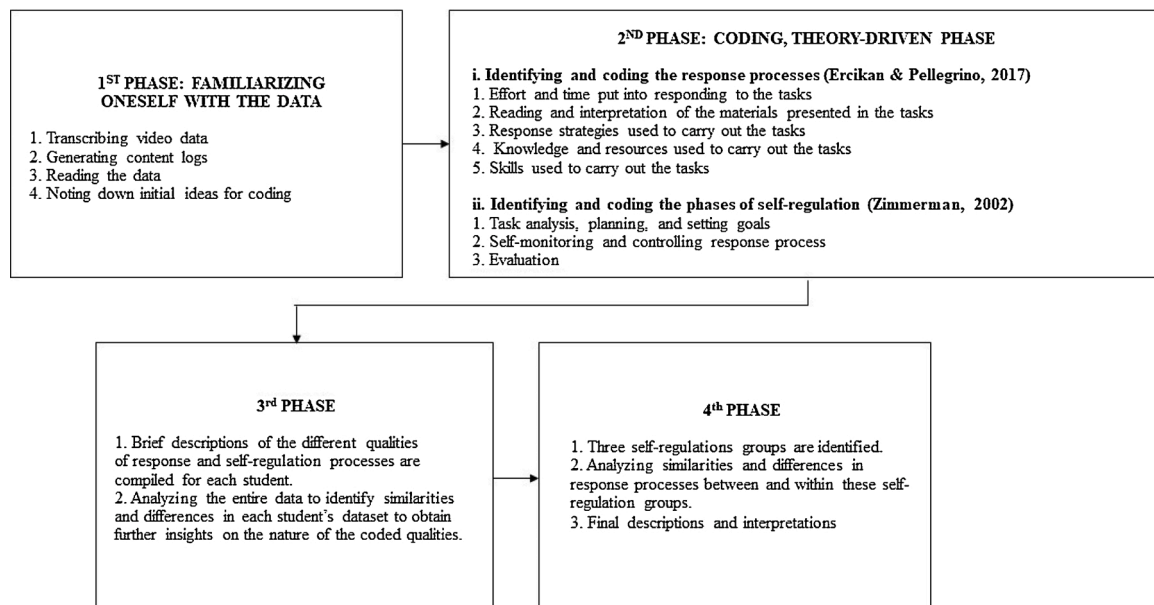 1ST PHASE: FAMILIARIZING
ONESELF WITH THE DATA
1. Transcribing video data
2. Generating content logs
3. Reading the data
4. Noting down initial ideas for coding
2ND PHASE: CODING, THEORY-DRIVEN PHASE
i. Identifying and coding the response processes (Ercikan & Pellegrino, 2017)
1. Effort and time put into responding to the tasks
2. Reading and interpretation of the materials presented in the tasks
3. Response strategies used to carry out the tasks
4. Knowledge and resources used to carry out the tasks
5. Skills used to carry out the tasks
ii. Identifying and coding the phases of self-regulation (Zimmerman, 2002)
1. Task analysis, planning, and setting goals
2. Self-monitoring and controlling response process
3. Evaluation
3rd PHASE
1. Brief descriptions of the different qualities
of response and self-regulation processes are
compiled for each student.
2. Analyzing the entire data to identify similarities
and differences in each student's dataset to obtain
further insights on the nature of the coded qualities.
4th PHASE
1. Three self-regulations groups are identified.
2. Analyzing similarities and differences in
response processes between and within these self-
regulation groups.
3. Final descriptions and interpretations